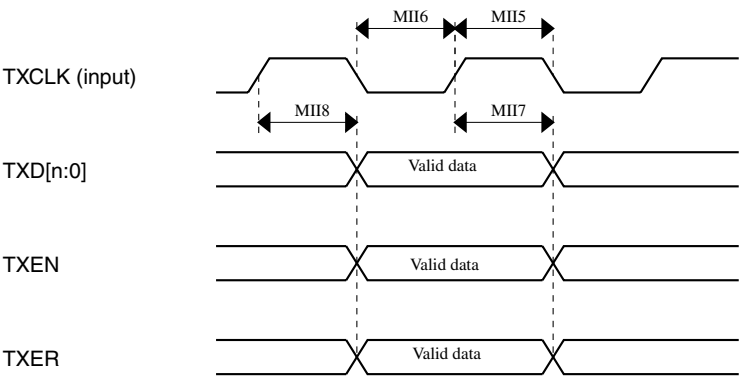 MII6
MII5
TXCLK (input)
MII8
MII7
TXD[n:0]
Valid data
TXEN
Valid data
TXER
Valid data